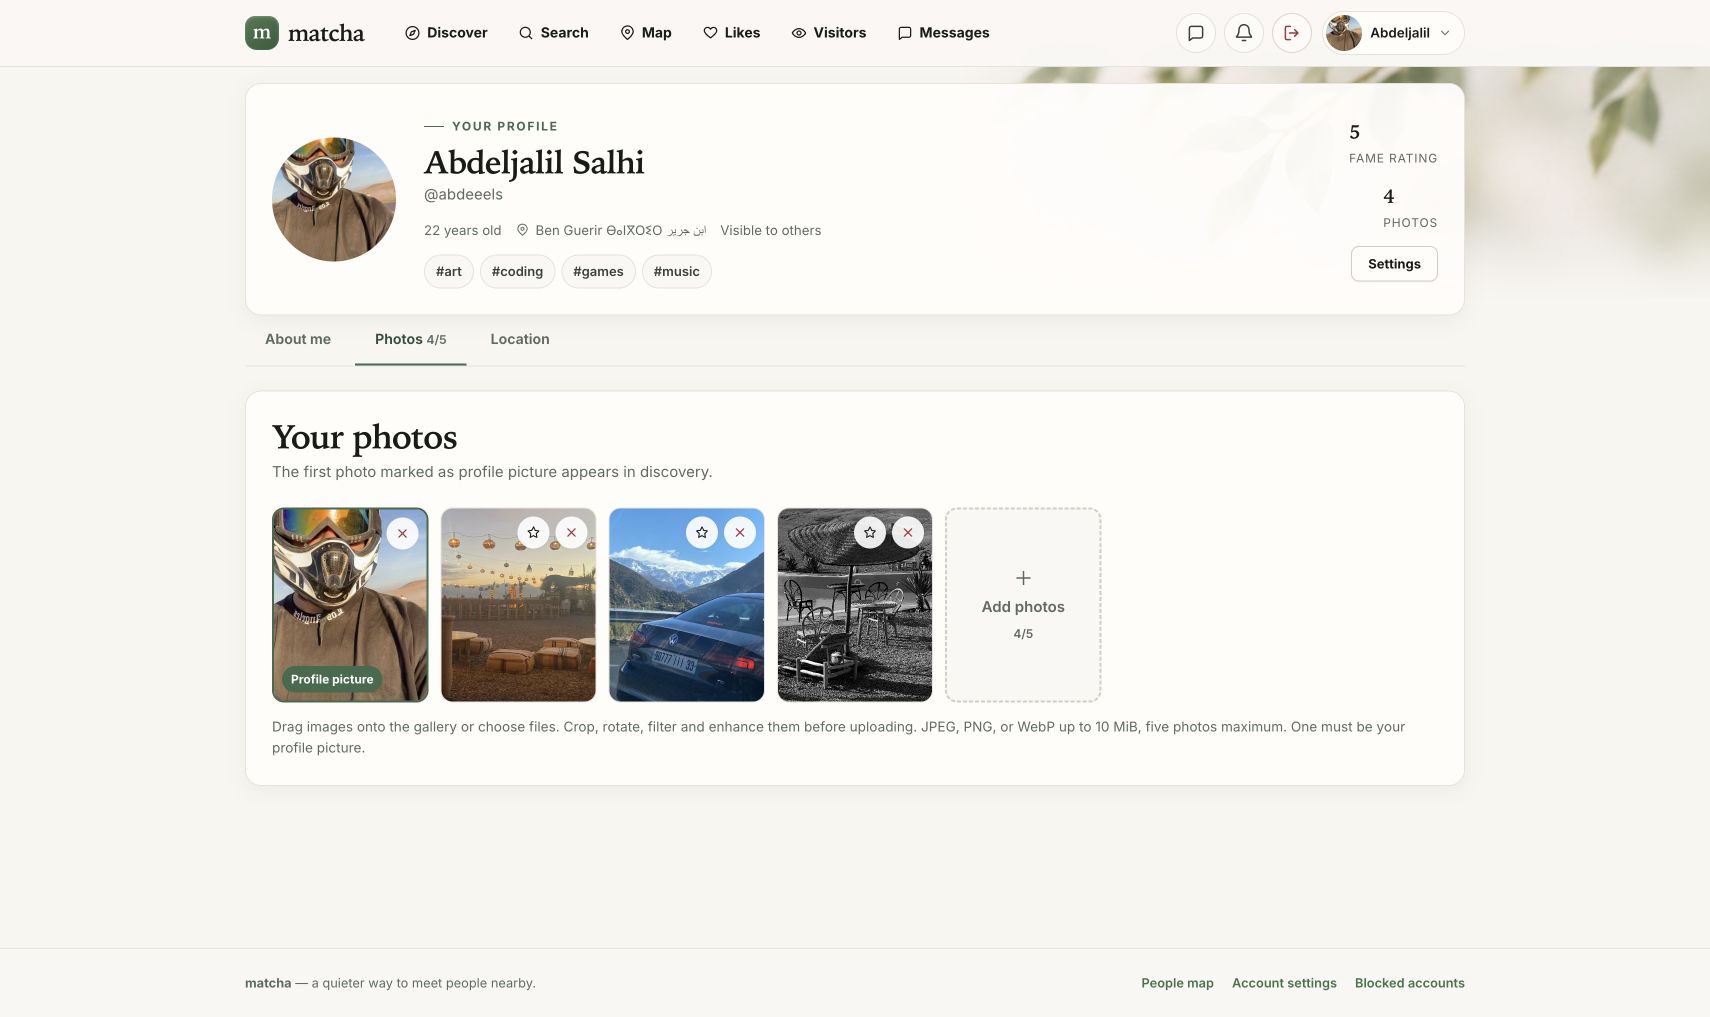 m matcha
Discover Search Map Likes Visitors Messages Abdeljalil
YOUR PROFILE
Abdeljalil Salhi
@abdeeels
22 years old Ben Guerir ⴱⴰⵏⴳⵔⵉⵔ ابن جرير Visible to others
#art #coding #games #music
5
FAME RATING
4
PHOTOS
Settings
About me Photos 4/5 Location
Your photos
The first photo marked as profile picture appears in discovery.
Profile picture
Add photos
4/5
Drag images onto the gallery or choose files. Crop, rotate, filter and enhance them before uploading. JPEG, PNG, or WebP up to 10 MiB, five photos maximum. One must be your
profile picture.
matcha — a quieter way to meet people nearby.
People map Account settings Blocked accounts